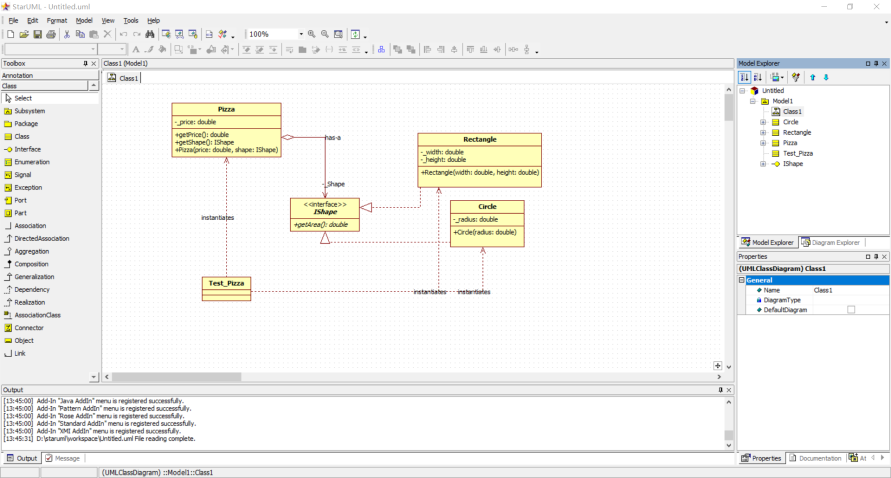 StarUML - Untitled.uml
File Edit Format Model View Tools Help
100%
Toolbox
Annotation
Class
Select
Subsystem
Package
Class
Interface
Enumeration
Signal
Exception
Port
Part
Association
DirectedAssociation
Aggregation
Composition
Generalization
Dependency
Realization
AssociationClass
Connector
Object
Link
Class1 (Model1)
Class1
Pizza
-_price: double
+getPrice(): double
+getShape(): IShape
+Pizza(price: double, shape: IShape)
has-a
-_Shape
Rectangle
-_width: double
-_height: double
+Rectangle(width: double, height: double)
<<interface>>
IShape
+getArea(): double
Circle
-_radius: double
+Circle(radius: double)
instantiates
Test_Pizza
instantiates
instantiates
Model Explorer
Untitled
Model1
Class1
Circle
Rectangle
Pizza
Test_Pizza
IShape
Model Explorer
Diagram Explorer
Properties
(UMLClassDiagram) Class1
General
Name Class1
DiagramType
DefaultDiagram
Properties
Documentation
At
Output
[13:45:00] Add-In "Java AddIn" menu is registered successfully.
[13:45:00] Add-In "Pattern AddIn" menu is registered successfully.
[13:45:00] Add-In "Rose AddIn" menu is registered successfully.
[13:45:00] Add-In "Standard AddIn" menu is registered successfully.
[13:45:00] Add-In "XMI AddIn" menu is registered successfully.
[13:45:31] D:\staruml\workspace\Untitled.uml File reading complete.
Output
Message
(UMLClassDiagram) ::Model1::Class1